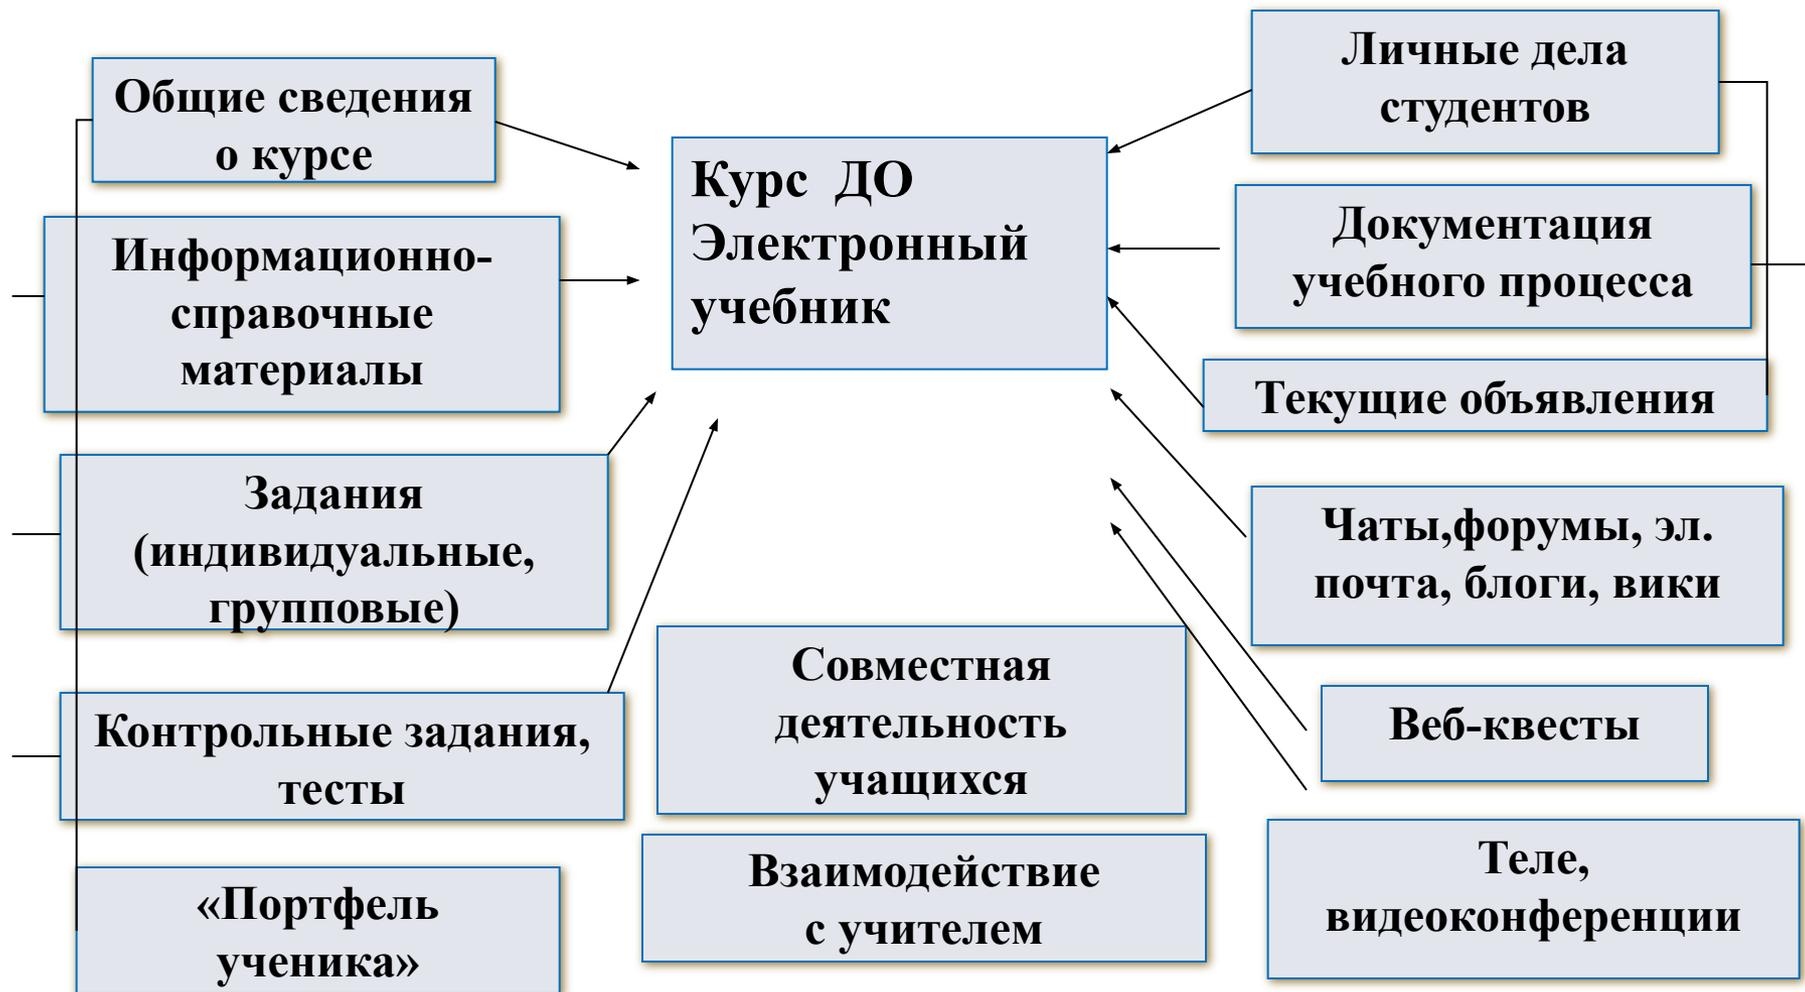 Общие сведения
о курсе
Информационно-
справочные
материалы
Задания
(индивидуальные,
групповые)
Контрольные задания,
тесты
«Портфель
ученика»
Курс ДО
Электронный
учебник
Совместная
деятельность
учащихся
Взаимодействие
с учителем
Личные дела
студентов
Документация
учебного процесса
Текущие объявления
Чаты,форумы, эл.
почта, блоги, вики
Веб-квесты
Теле,
видеоконференции